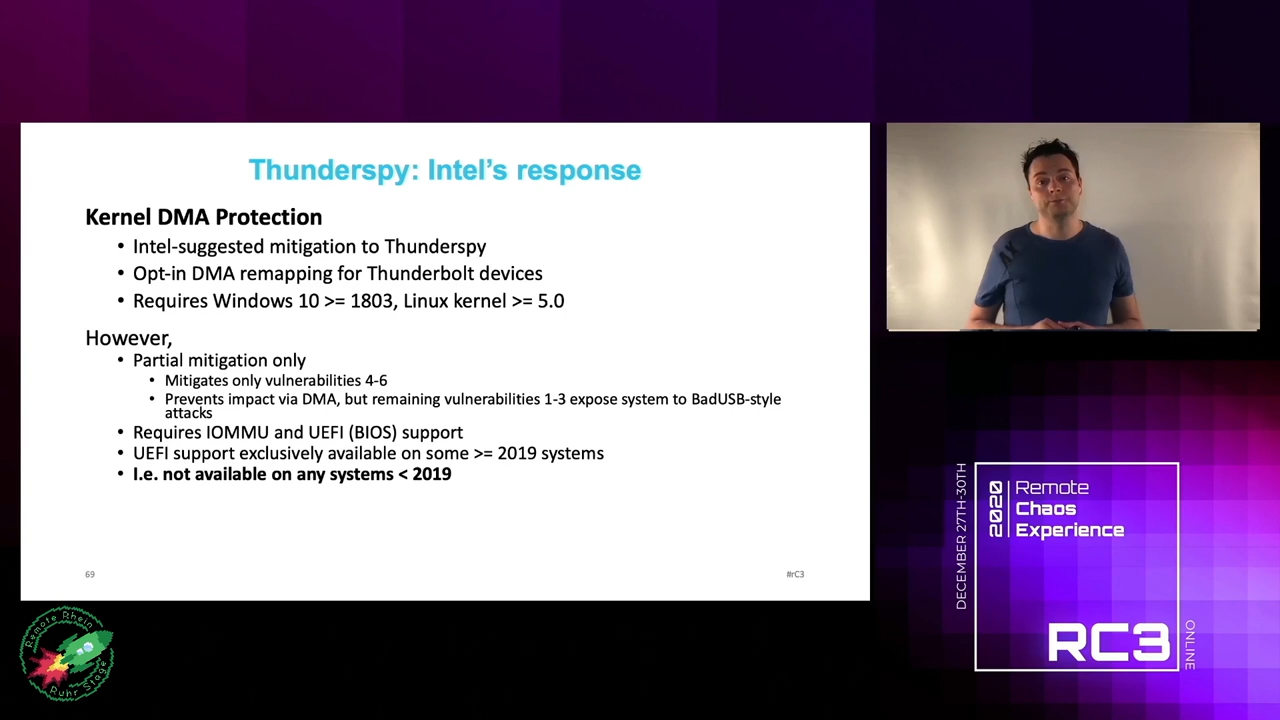 Thunderspy: Intel's response
Kernel DMA Protection
• Intel-suggested mitigation to Thunderspy
• Opt-in DMA remapping for Thunderbolt devices
• Requires Windows 10 >= 1803, Linux kernel >= 5.0
However,
• Partial mitigation only
• Mitigates only vulnerabilities 4-6
• Prevents impact via DMA, but remaining vulnerabilities 1-3 expose system to BadUSB-style
attacks
• Requires IOMMU and UEFI (BIOS) support
• UEFI support exclusively available on some >= 2019 systems
• I.e. not available on any systems < 2019
69
#rC3
DECEMBER 27TH-30TH
2020
Remote
Chaos
Experience
RC3
ONLINE
Remote Rhein
Ruhr Stage